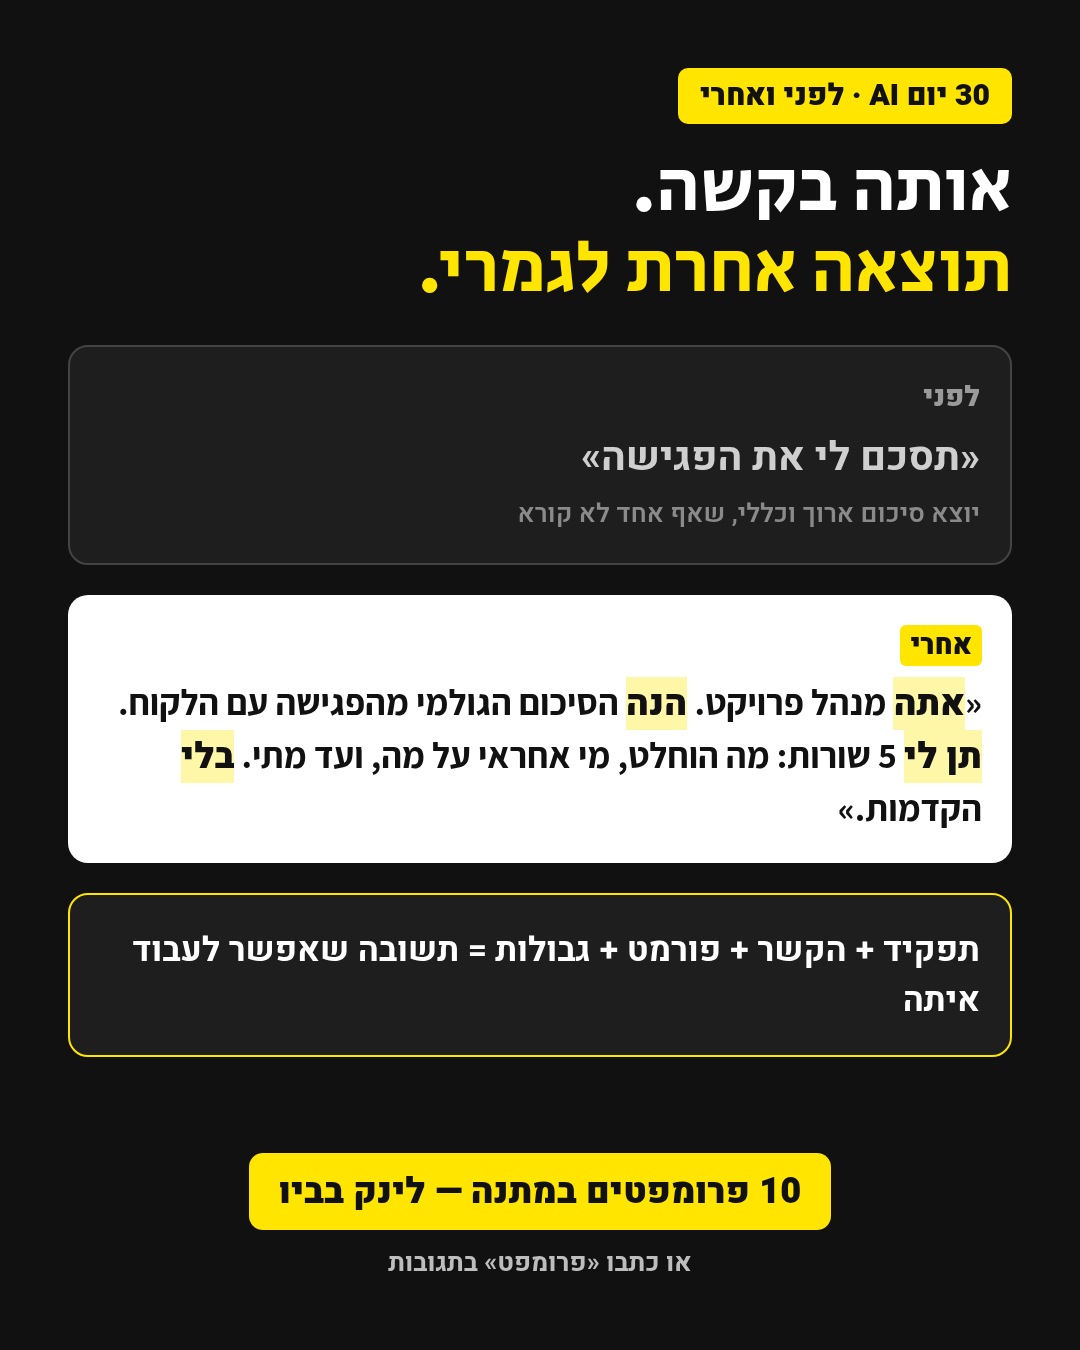 30 יום AI · לפני ואחרי
אותה בקשה.
תוצאה אחרת לגמרי.
לפני
«תסכם לי את הפגישה»
יוצא סיכום ארוך וכללי, שאף אחד לא קורא
אחרי
«אתה מנהל פרויקט. הנה הסיכום הגולמי מהפגישה עם הלקוח.
תן לי 5 שורות: מה הוחלט, מי אחראי על מה, ועד מתי. בלי
הקדמות.»
תפקיד + הקשר + פורמט + גבולות = תשובה שאפשר לעבוד
איתה
10 פרומפטים במתנה — לינק בביו
או כתבו «פרומפט» בתגובות